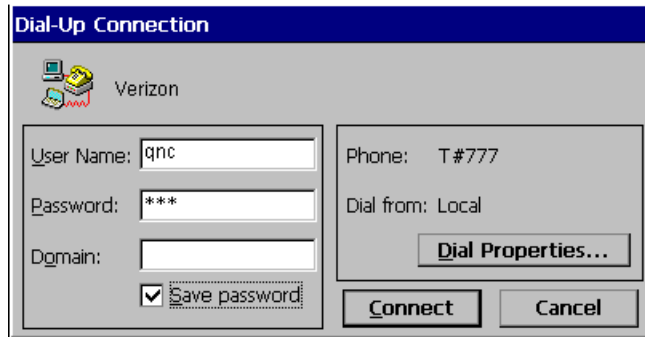 Dial-Up Connection
Verizon
User Name: qnc
Password: ***
Domain:
Save password
Phone: T#777
Dial from: Local
Dial Properties...
Connect
Cancel